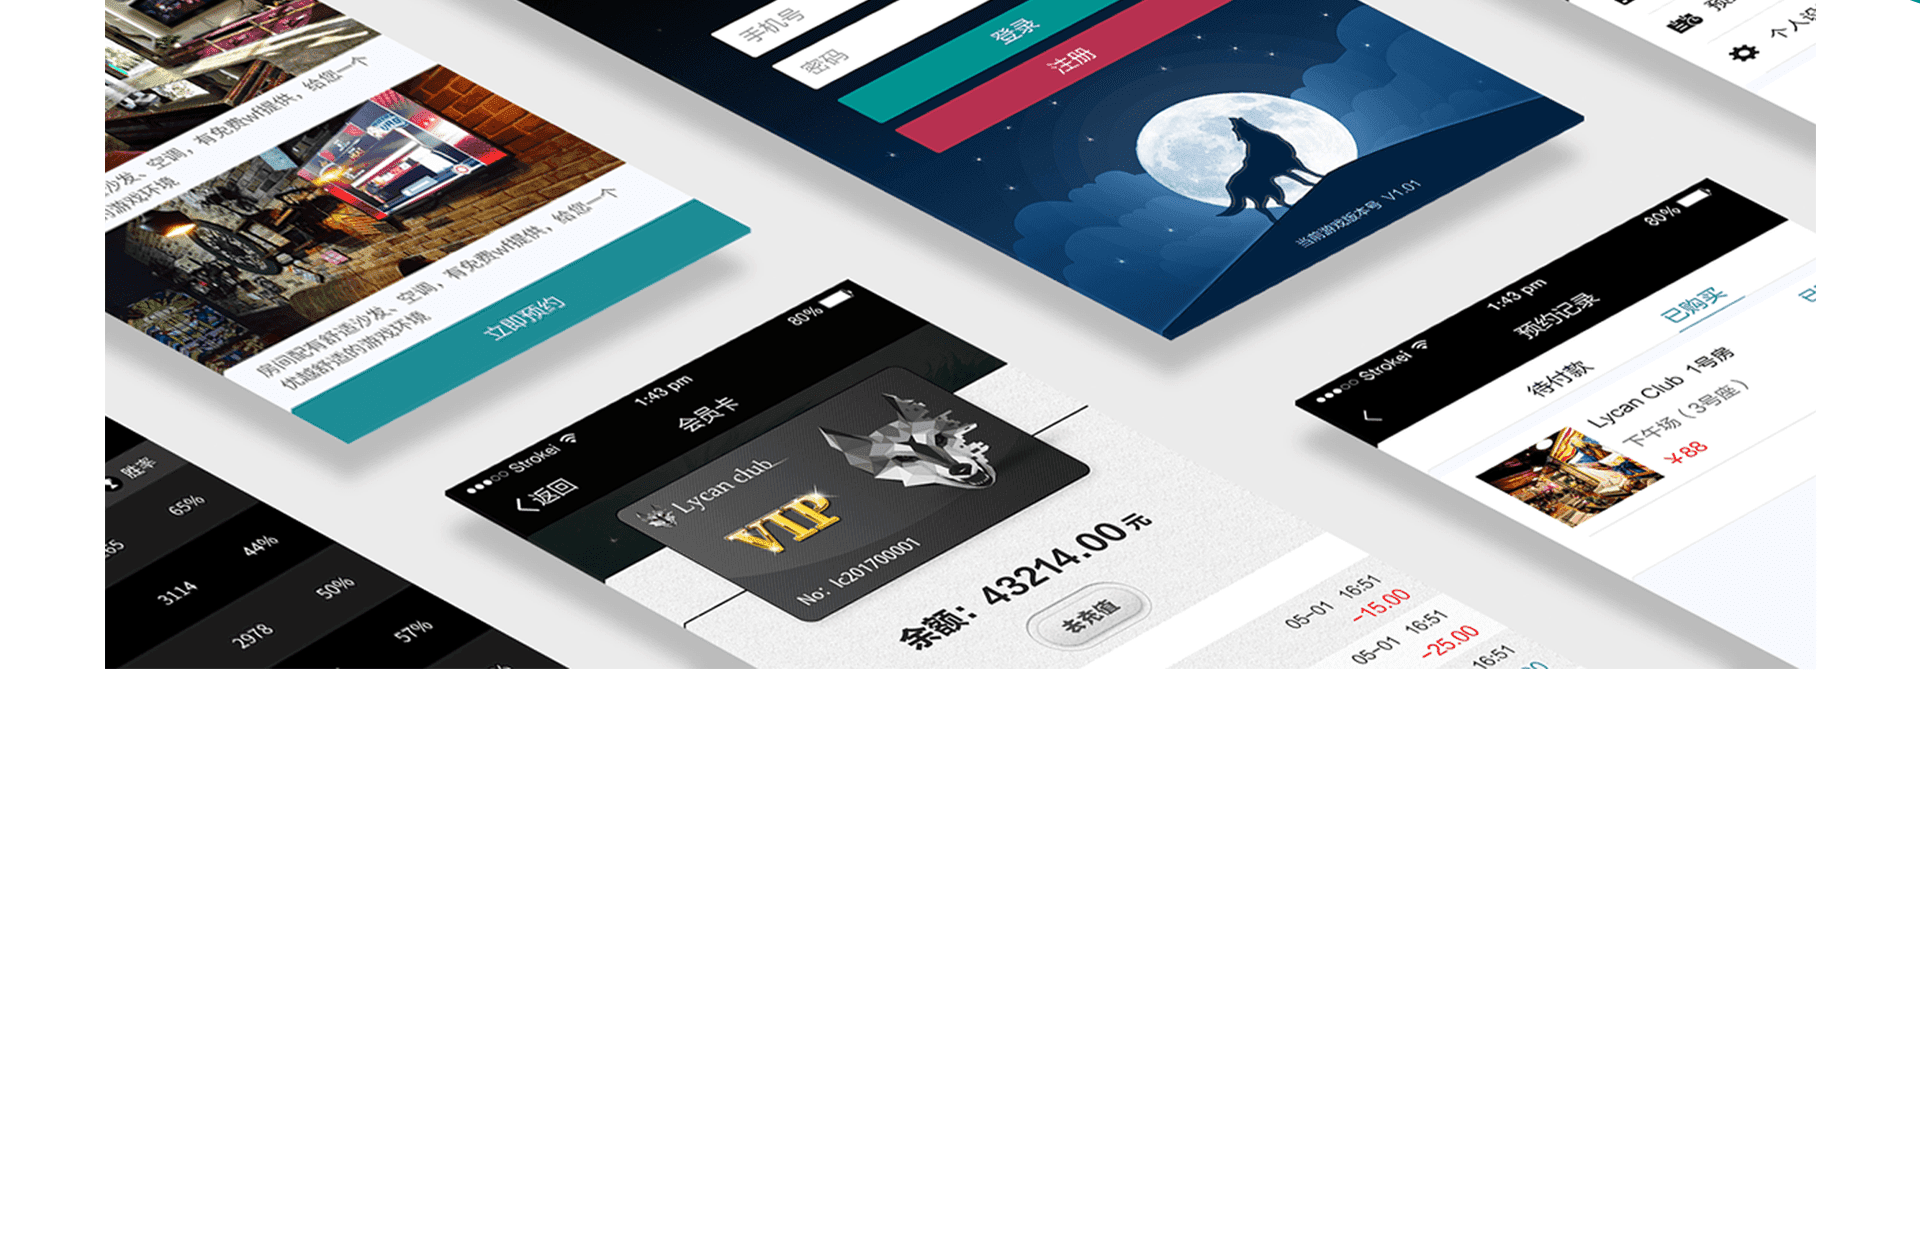 沙发、空调，有免费wf提供，给您一个
的游戏环境
房间配有舒适沙发、空调，有免费wf提供，给您一个
优越舒适的游戏环境
立即预约
手机号
密码
登录
注册
当前游戏版本号 V1.01
个人设
胜率
65%
3114 44%
2978 50%
57%
Strokei 1:43 pm 80%
返回 会员卡
Lycan club
VIP
No: lc201700001
余额：43214.00元
去充值
05-01 16:51
-15.00
05-01 16:51
-25.00
16:51
Strokei 1:43 pm 80%
预约记录
待付款 已购买
Lycan Club 1号房
下午场（3号座）
¥88